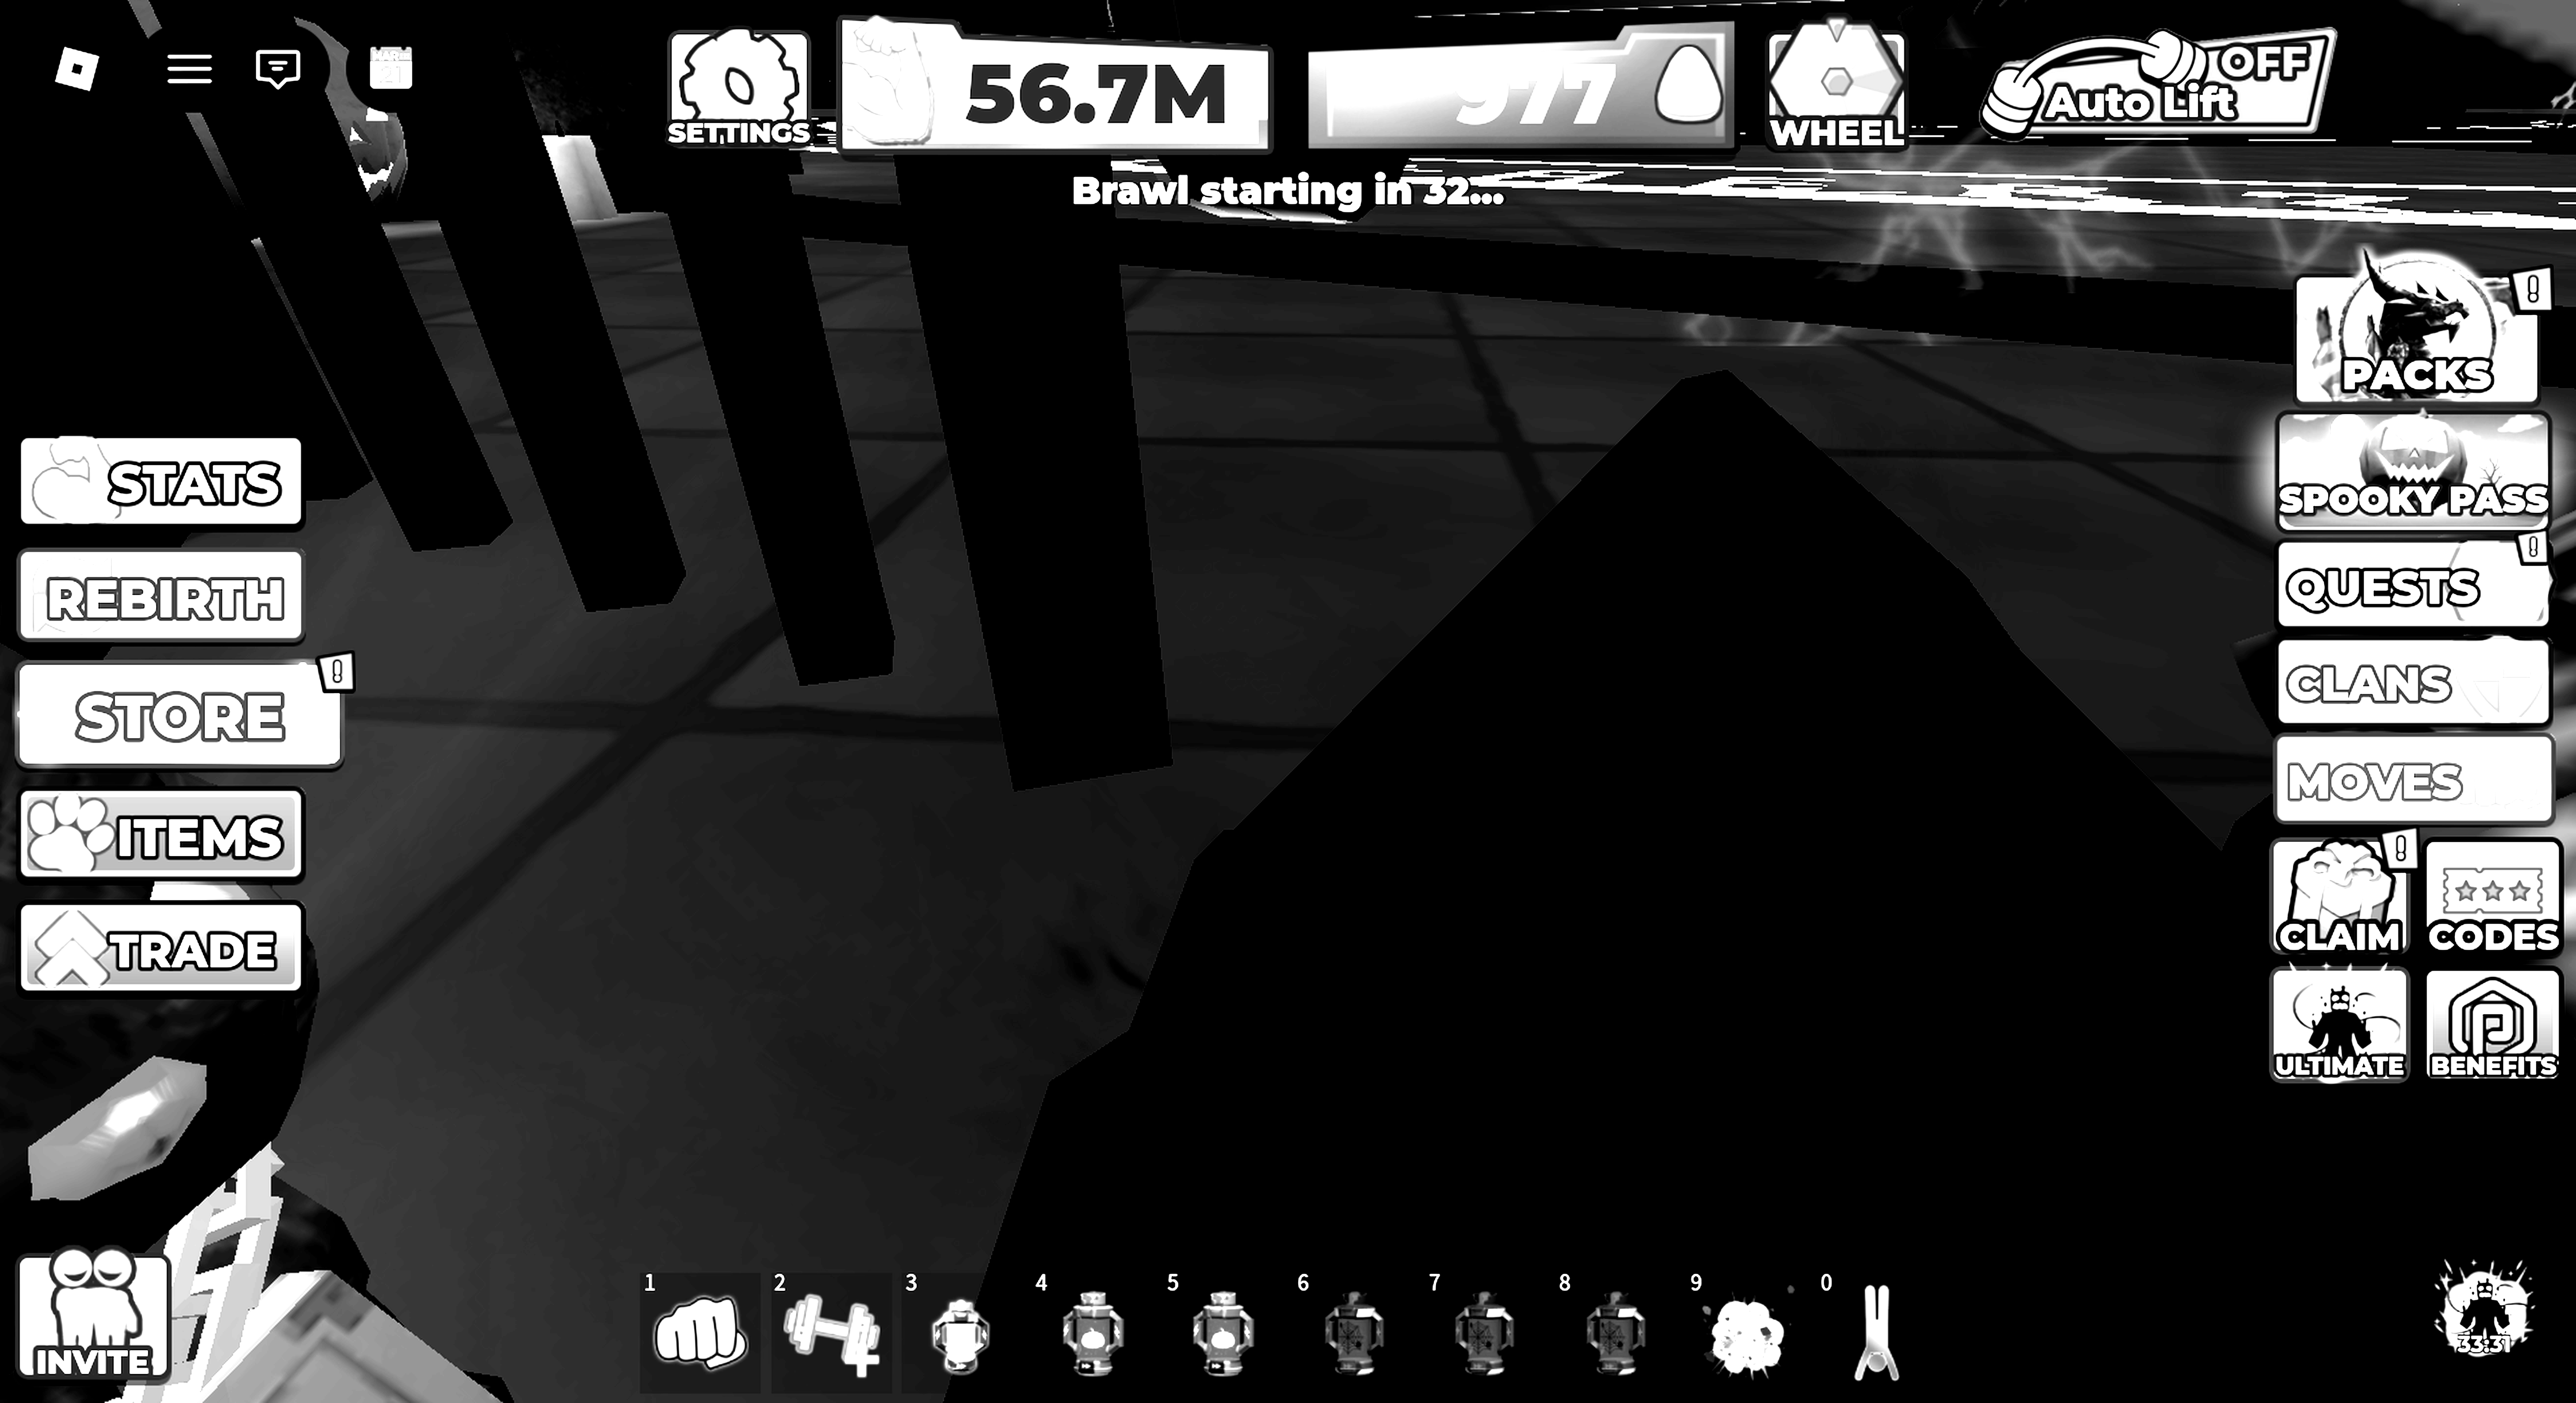 SETTINGS
56.7M
977
WHEEL
OFF
Auto Lift
Brawl starting in 32...
PACKS
SPOOKY PASS
QUESTS
CLANS
MOVES
CLAIM
CODES
ULTIMATE
BENEFITS
STATS
REBIRTH
STORE
ITEMS
TRADE
INVITE
1 2 3 4 5 6 7 8 9 0
33:31